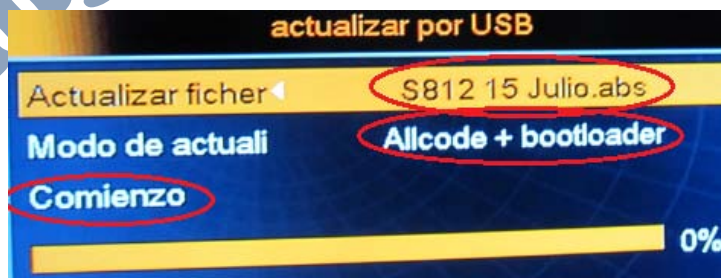 actualizar por USB
Actualizar ficher S812 15 Julio.abs
Modo de actuali Allcode + bootloader
Comienzo
0%